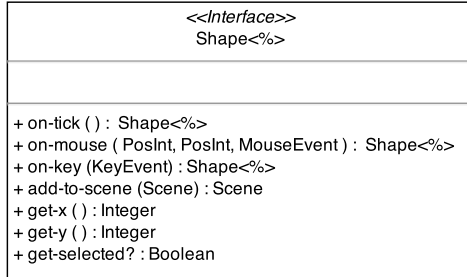 <<Interface>>
Shape<%>
+ on-tick ( ) : Shape<%>
+ on-mouse ( PosInt, PosInt, MouseEvent ) : Shape<%>
+ on-key (KeyEvent) : Shape<%>
+ add-to-scene (Scene) : Scene
+ get-x ( ) : Integer
+ get-y ( ) : Integer
+ get-selected? : Boolean